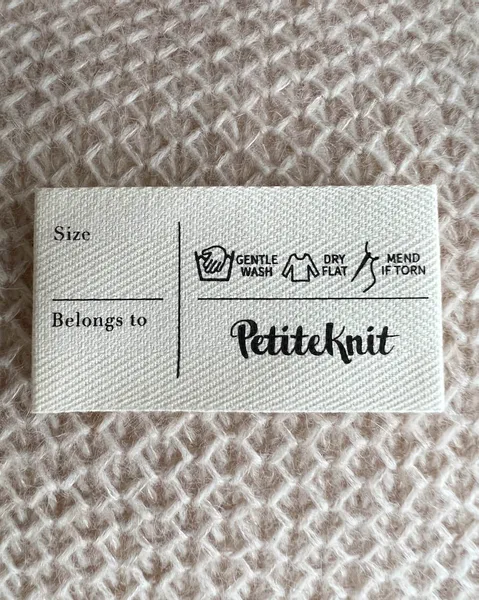 Size
Belongs to
GENTLE
WASH
DRY
FLAT
MEND
IF TORN
PetiteKnit